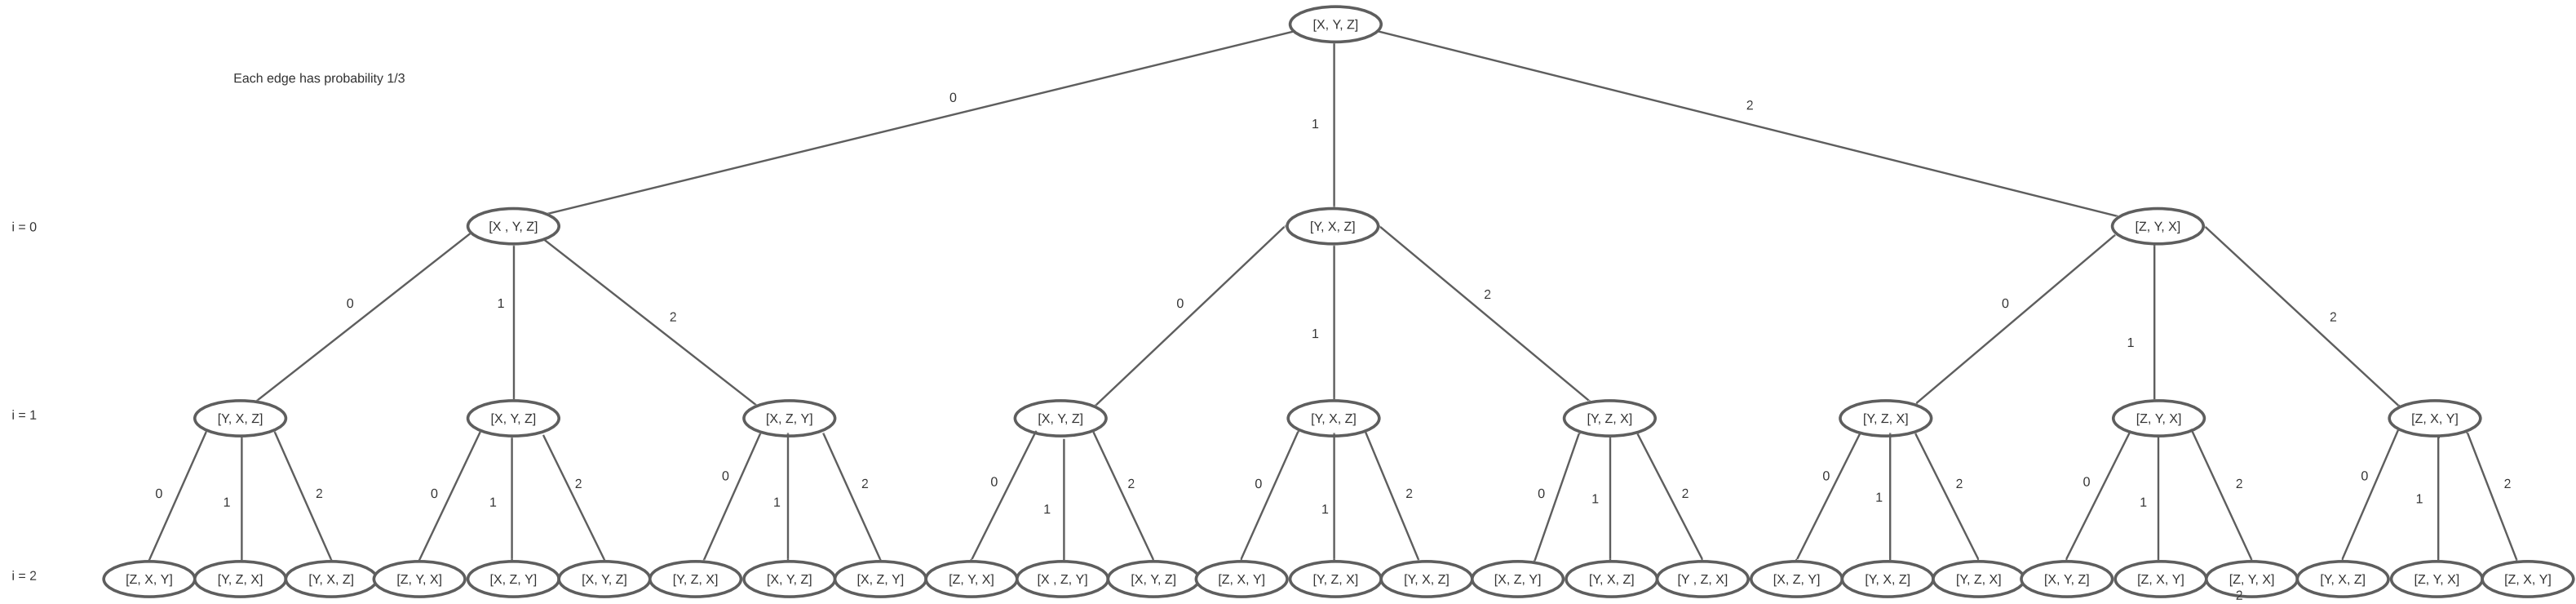 [X, Y, Z]
Each edge has probability 1/3
0
1
2
i = 0
[X , Y, Z]
[Y, X, Z]
[Z, Y, X]
0
1
2
0
1
2
0
1
2
i = 1
[Y, X, Z]
[X, Y, Z]
[X, Z, Y]
[X, Y, Z]
[Y, X, Z]
[Y, Z, X]
[Y, Z, X]
[Z, Y, X]
[Z, X, Y]
0
1
2
0
1
2
0
1
2
0
1
2
0
1
2
0
1
2
0
1
2
0
1
2
0
1
2
i = 2
[Z, X, Y]
[Y, Z, X]
[Y, X, Z]
[Z, Y, X]
[X, Z, Y]
[X, Y, Z]
[Y, Z, X]
[X, Y, Z]
[X, Z, Y]
[Z, Y, X]
[X , Z, Y]
[X, Y, Z]
[Z, X, Y]
[Y, Z, X]
[Y, X, Z]
[X, Z, Y]
[Y, X, Z]
[Y , Z, X]
[X, Z, Y]
[Y, X, Z]
[Y, Z, X]
[X, Y, Z]
[Z, X, Y]
[Z, Y, X]
[Y, X, Z]
[Z, Y, X]
[Z, X, Y]
2